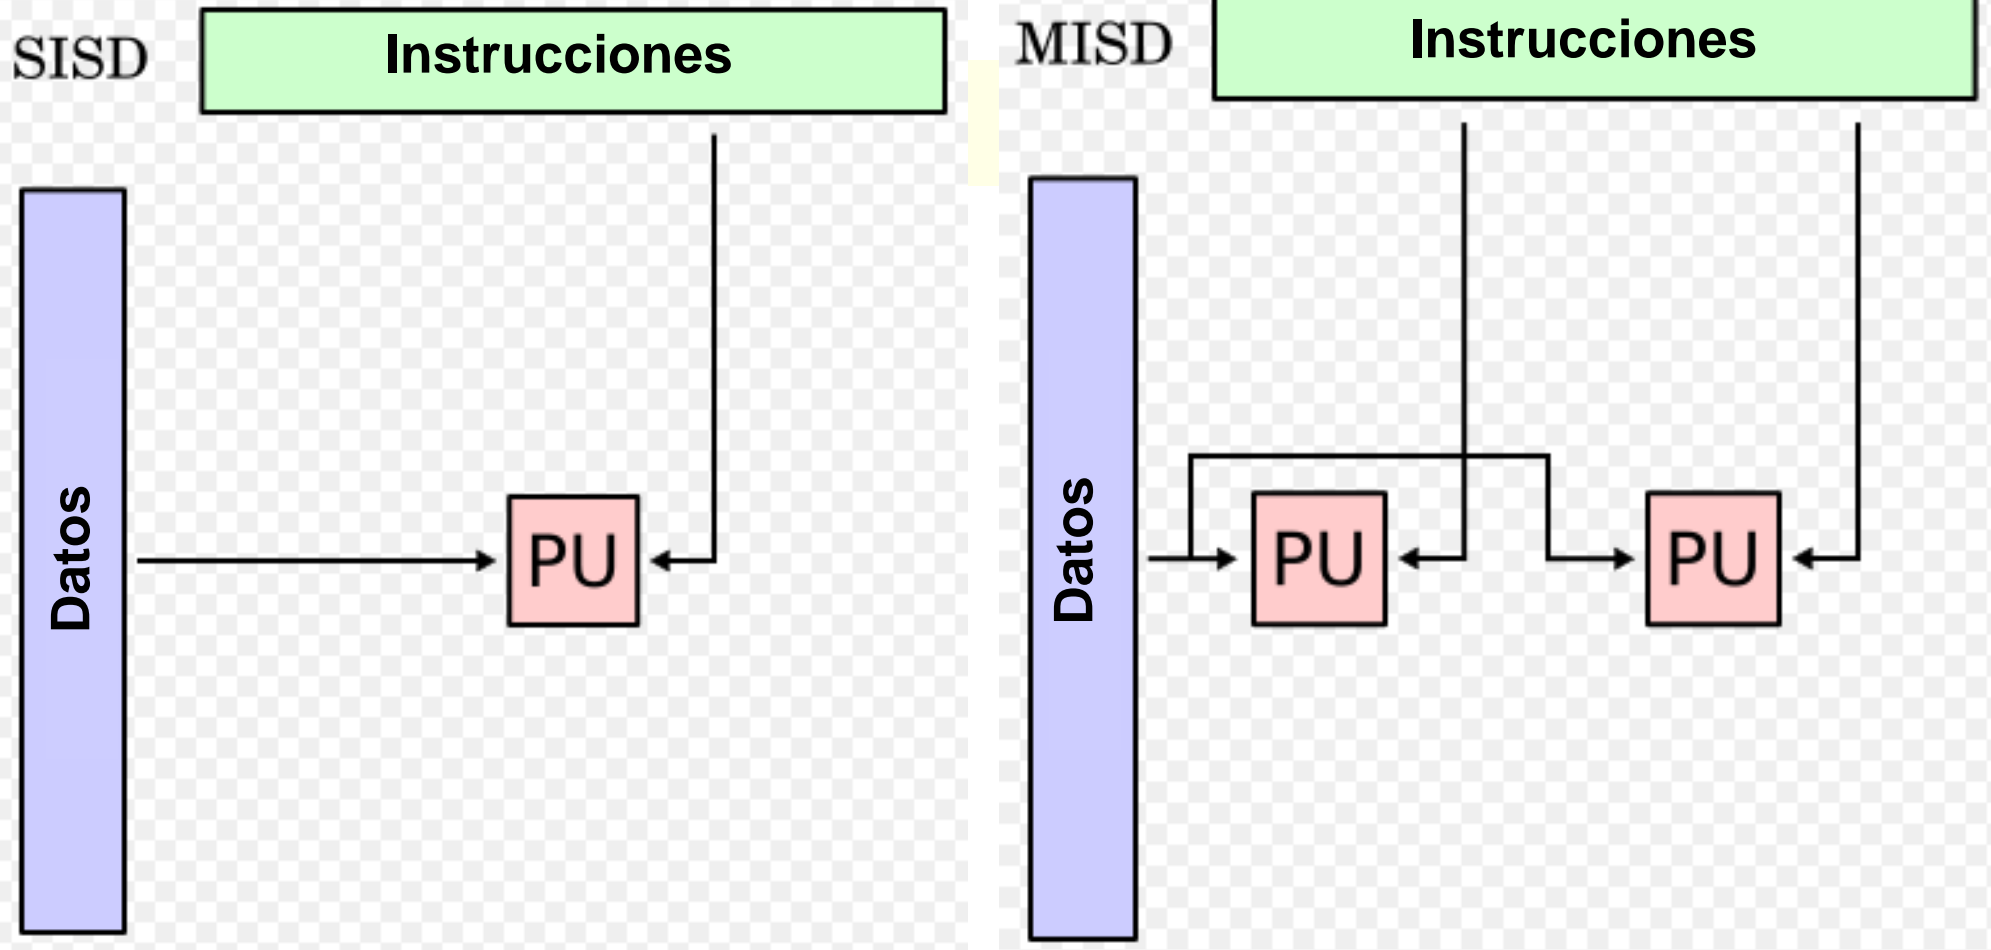 SISD
Instrucciones
Datos
PU
MISD
Instrucciones
Datos
PU
PU